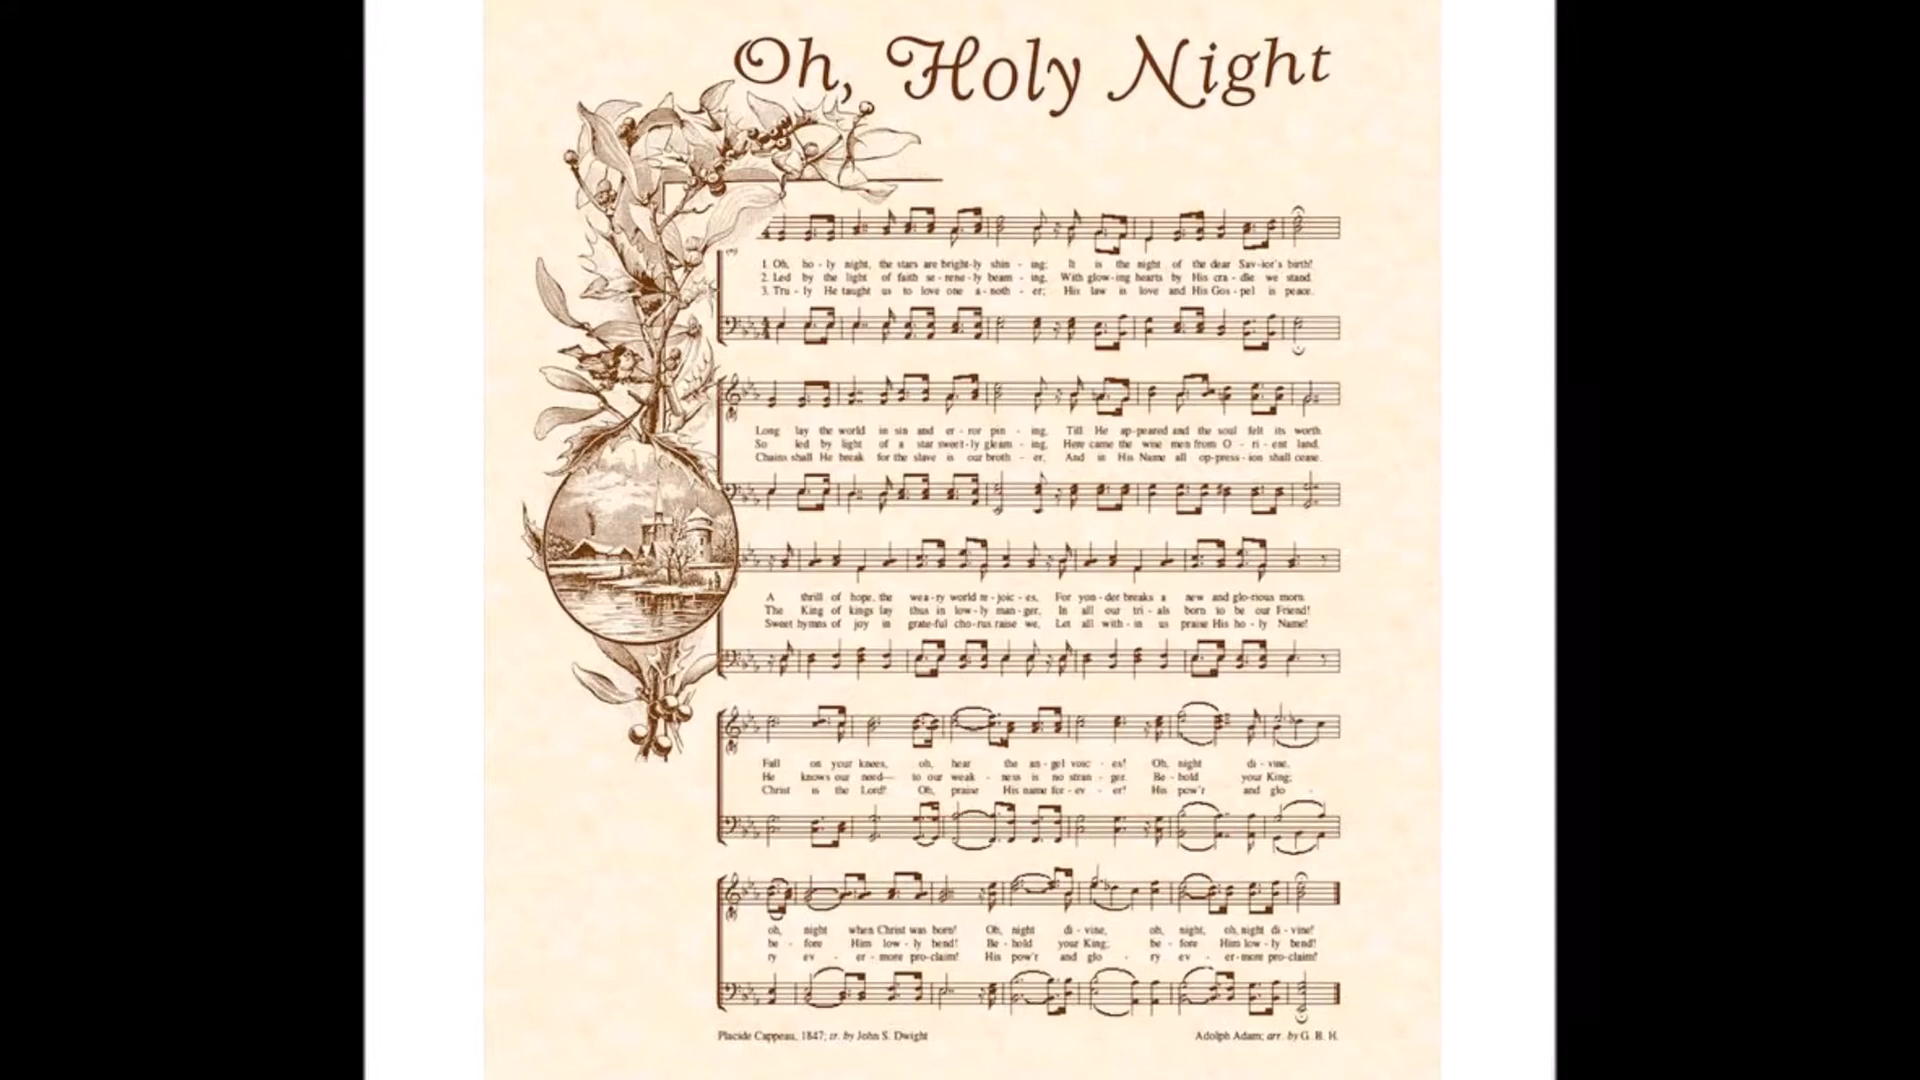 Oh, Holy Night
1. Oh, ho - ly night, the stars are bright-ly shin - ing; It is the night of the dear Sav-ior's birth!
2. Led by the light of faith se - rene - ly beam - ing, With glow-ing hearts by His cra - dle we stand.
3. Tru - ly He taught us to love one a - noth - er; His law is love and His Gos - pel is peace.
Long lay the world in sin and er - ror pin - ing, Till He ap-peared and the soul felt its worth.
So led by light of a star sweet-ly gleam - ing, Here came the wise men from O - ri - ent land.
Chains shall He break for the slave is our broth - er, And in His Name all op-press - ion shall cease.
A thrill of hope, the wea-ry world re-joic - es, For yon-der breaks a new and glo-rious morn.
The King of kings lay thus in low-ly man-ger, In all our tri - als born to be our Friend!
Sweet hymns of joy in grate-ful cho-rus raise we, Let all with - in us praise His ho - ly Name!
Fall on your knees, oh, hear the an - gel voic - es! Oh, night di - vine,
He knows our need— to our weak - ness is no stran - ger. Be - hold your King;
Christ is the Lord! Oh, praise His name for - ev - er! His pow'r and glo -
oh, night when Christ was born! Oh, night di - vine, oh, night, oh, night di - vine!
be - fore Him low - ly bend! Be - hold your King; be - fore Him low - ly bend!
ry ev - er - more pro-claim! His pow'r and glo - ry ev - er-more pro-claim!
Placide Cappeau, 1847; tr. by John S. Dwight Adolph Adam; arr. by G. B. H.